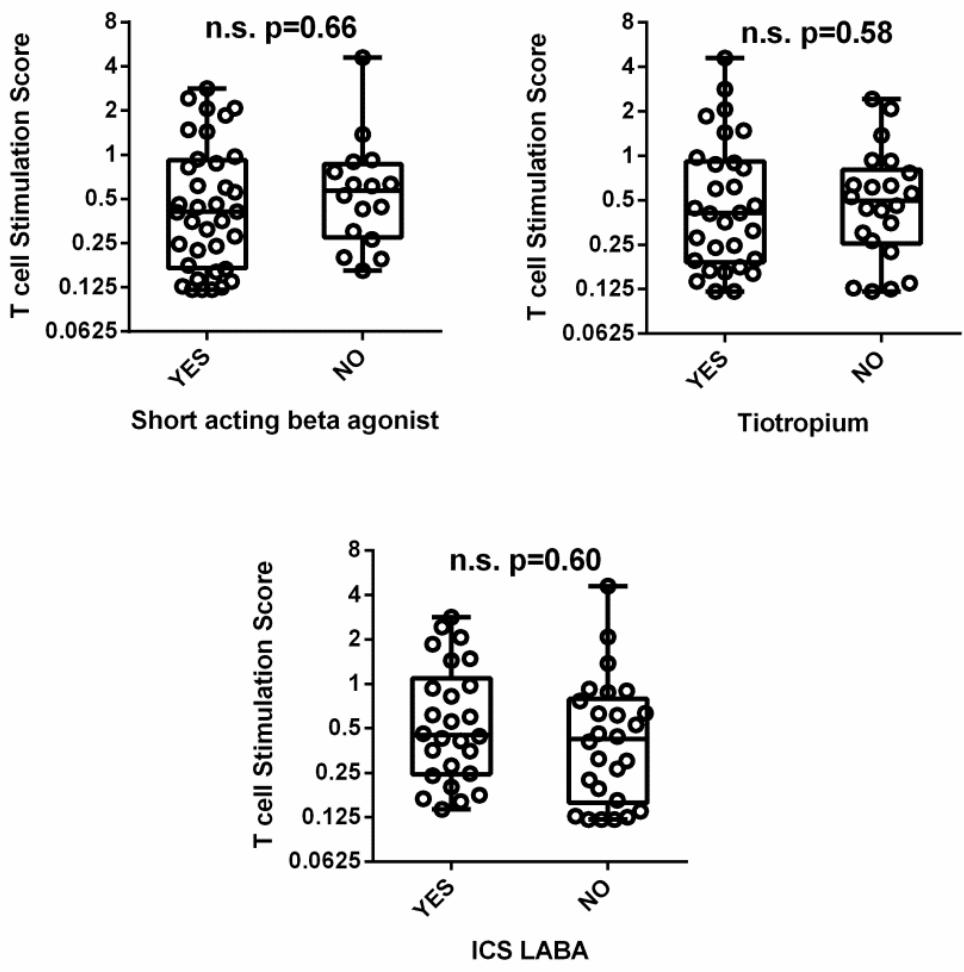 n.s. p=0.66
T cell Stimulation Score
8
4
2
1
0.5
0.25
0.125
0.0625
YES
NO
Short acting beta agonist
n.s. p=0.58
T cell Stimulation Score
8
4
2
1
0.5
0.25
0.125
0.0625
YES
NO
Tiotropium
n.s. p=0.60
T cell Stimulation Score
8
4
2
1
0.5
0.25
0.125
0.0625
YES
NO
ICS LABA